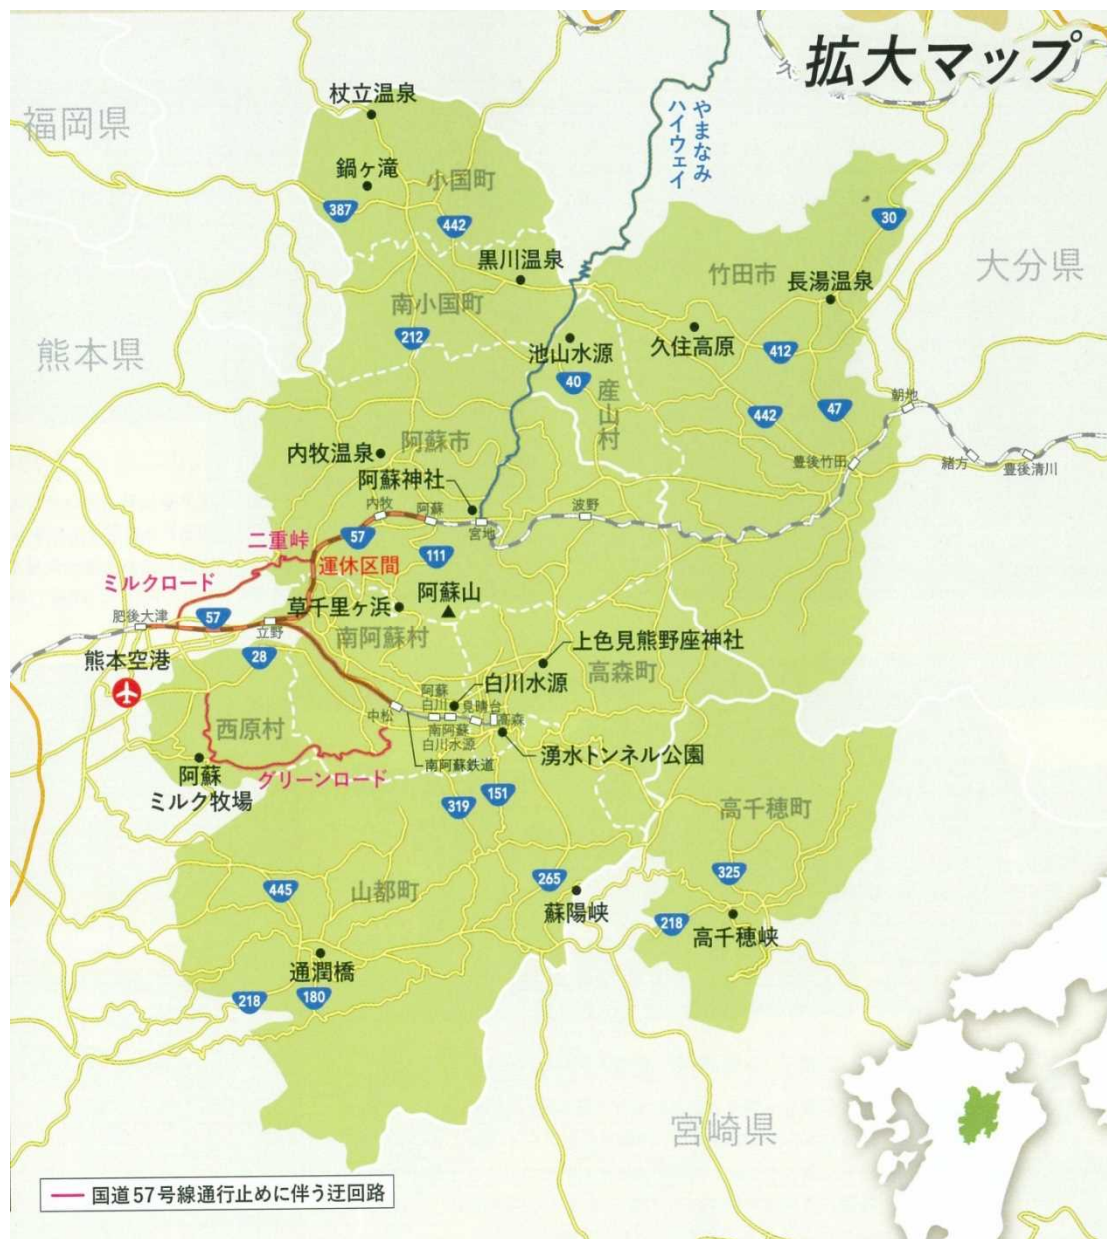 拡大マップ
福岡県
杖立温泉
鍋ヶ滝
小国町
387
442
やまなみ
ハイウェイ
30
大分県
黒川温泉
竹田市
長湯温泉
南小国町
熊本県
212
池山水源
久住高原
412
40
産山村
442
47
朝地
内牧温泉
阿蘇市
阿蘇神社
豊後竹田
緒方
豊後清川
内牧
阿蘇
宮地
波野
二重峠
57
111
運休区間
ミルクロード
草千里ヶ浜
阿蘇山
肥後大津
57
立野
南阿蘇村
上色見熊野座神社
28
熊本空港
白川水源
高森町
阿蘇
白川
見晴台
高森
中松
南阿蘇
白川水源
西原村
湧水トンネル公園
南阿蘇鉄道
阿蘇
ミルク牧場
グリーンロード
319
151
高千穂町
445
山都町
265
325
蘇陽峡
218
高千穂峡
通潤橋
218
180
宮崎県
国道57号線通行止めに伴う迂回路